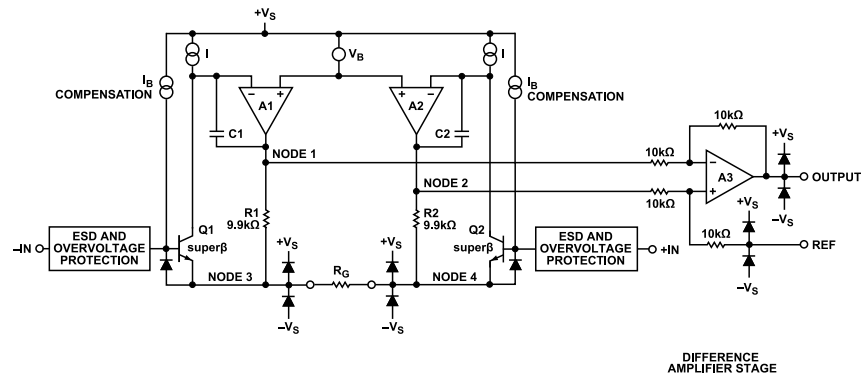 +VS
I
VB
I
IB
COMPENSATION
IB
COMPENSATION
− +
+ −
A1
A2
C1
C2
NODE 1
NODE 2
10kΩ
10kΩ
10kΩ
10kΩ
−
+
A3
+VS
−VS
OUTPUT
+VS
−VS
REF
R1
9.9kΩ
R2
9.9kΩ
Q1
superβ
Q2
superβ
−IN
ESD AND
OVERVOLTAGE
PROTECTION
ESD AND
OVERVOLTAGE
PROTECTION
+IN
+VS
+VS
NODE 3
RG
NODE 4
−VS
−VS
DIFFERENCE
AMPLIFIER STAGE